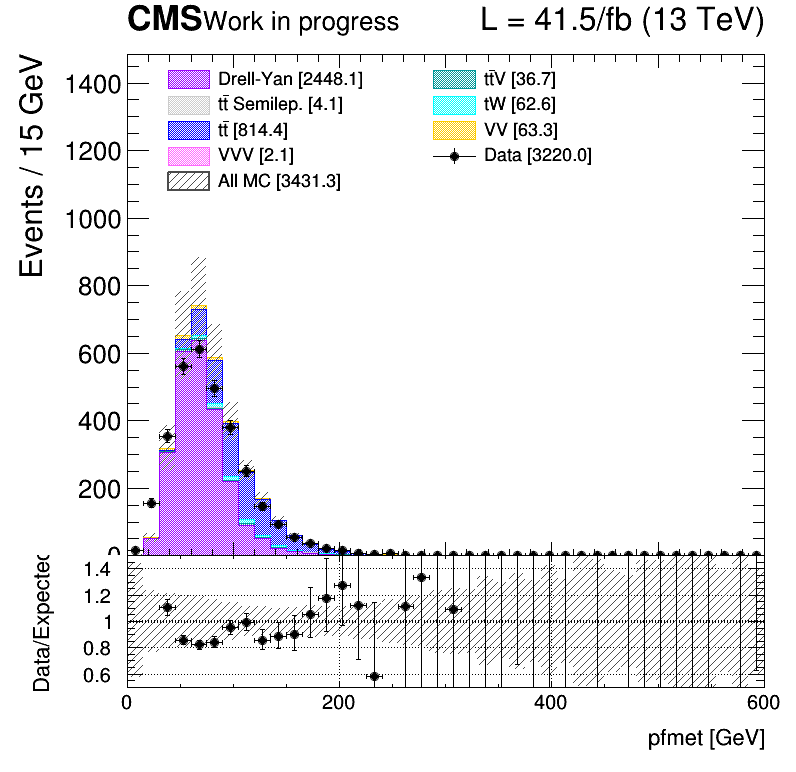 CMS Work in progress L = 41.5/fb (13 TeV)
Events / 15 GeV
1400
1200
1000
800
600
400
200
0
Drell-Yan [2448.1]
tt̄ Semilep. [4.1]
tt̄ [814.4]
VVV [2.1]
All MC [3431.3]
tt̄V [36.7]
tW [62.6]
VV [63.3]
Data [3220.0]
Data/Expected
1.4
1.2
1
0.8
0.6
0 200 400 600
pfmet [GeV]